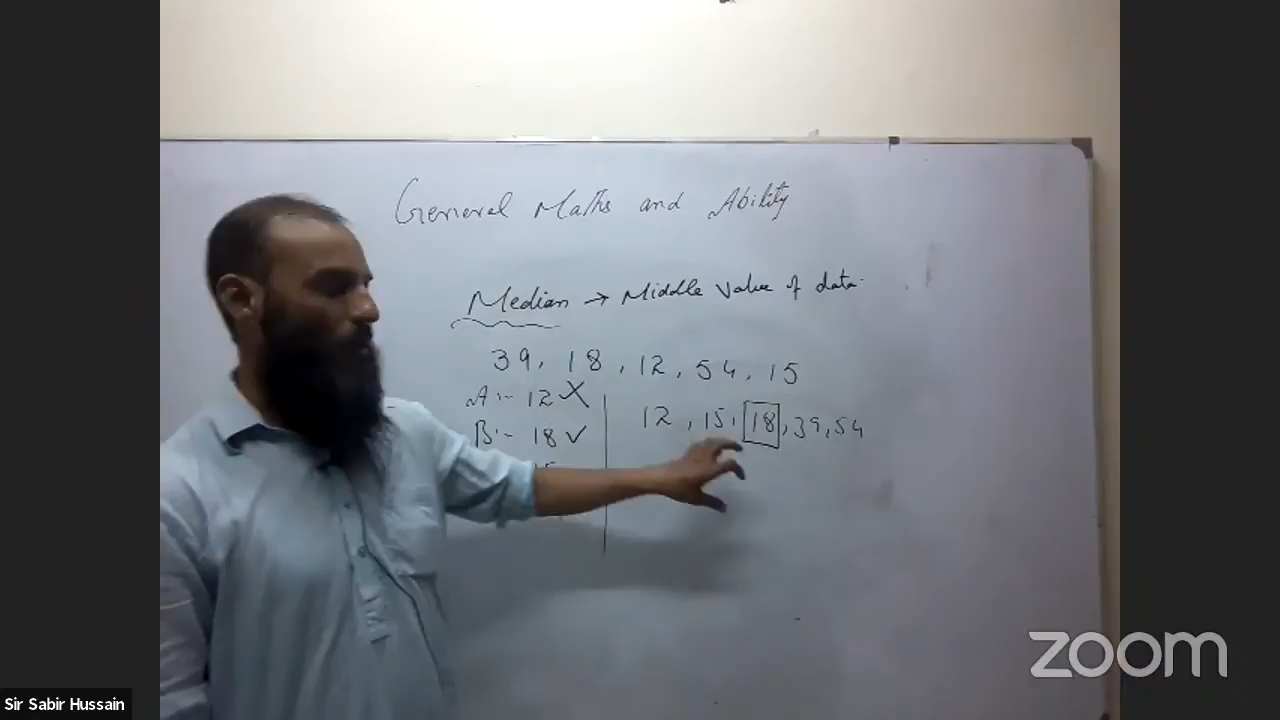 General Maths and Ability
Median → Middle value of data.
39, 18, 12, 54, 15
A:- 12 ✗
12, 15, 18, 39, 54
B:- 18 ✓
15
zoom
Sir Sabir Hussain